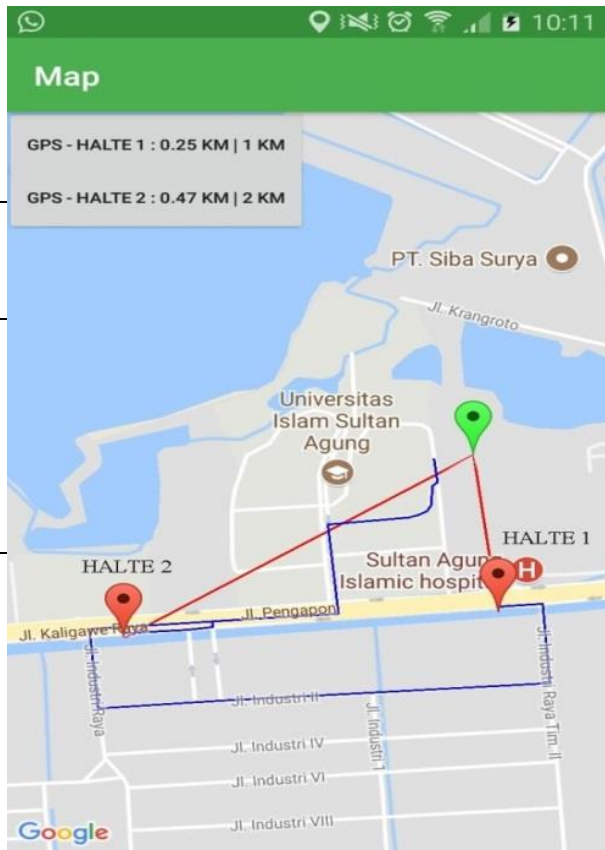 10:11
Map
GPS - HALTE 1 : 0.25 KM | 1 KM
GPS - HALTE 2 : 0.47 KM | 2 KM
PT. Siba Surya
Jl. Krangroto
Universitas
Islam Sultan
Agung
HALTE 1
HALTE 2
Sultan Agung
Islamic hospit
H
Jl. Pengapon
Jl. Kaligawe Raya
Jl. Industri Raya
Jl. Industri Raya Tim. II
Jl. Industri II
Jl. Industri 1
Jl. Industri IV
Jl. Industri VI
Jl. Industri VIII
Google